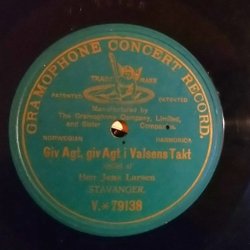 GRAMOPHONE CONCERT RECORD.
TRADE MARK
PATENTED PATENTED
Manufactured by
The Gramophone Company, Limited,
and Sister Companies.
NORWEGIAN HARMONICA
Giv Agt, giv Agt i Valsens Takt
Herr Jens Larsen
STAVANGER.
V.*79139